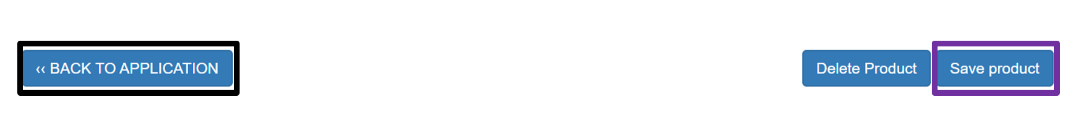 ‹‹ BACK TO APPLICATION
Delete Product
Save product